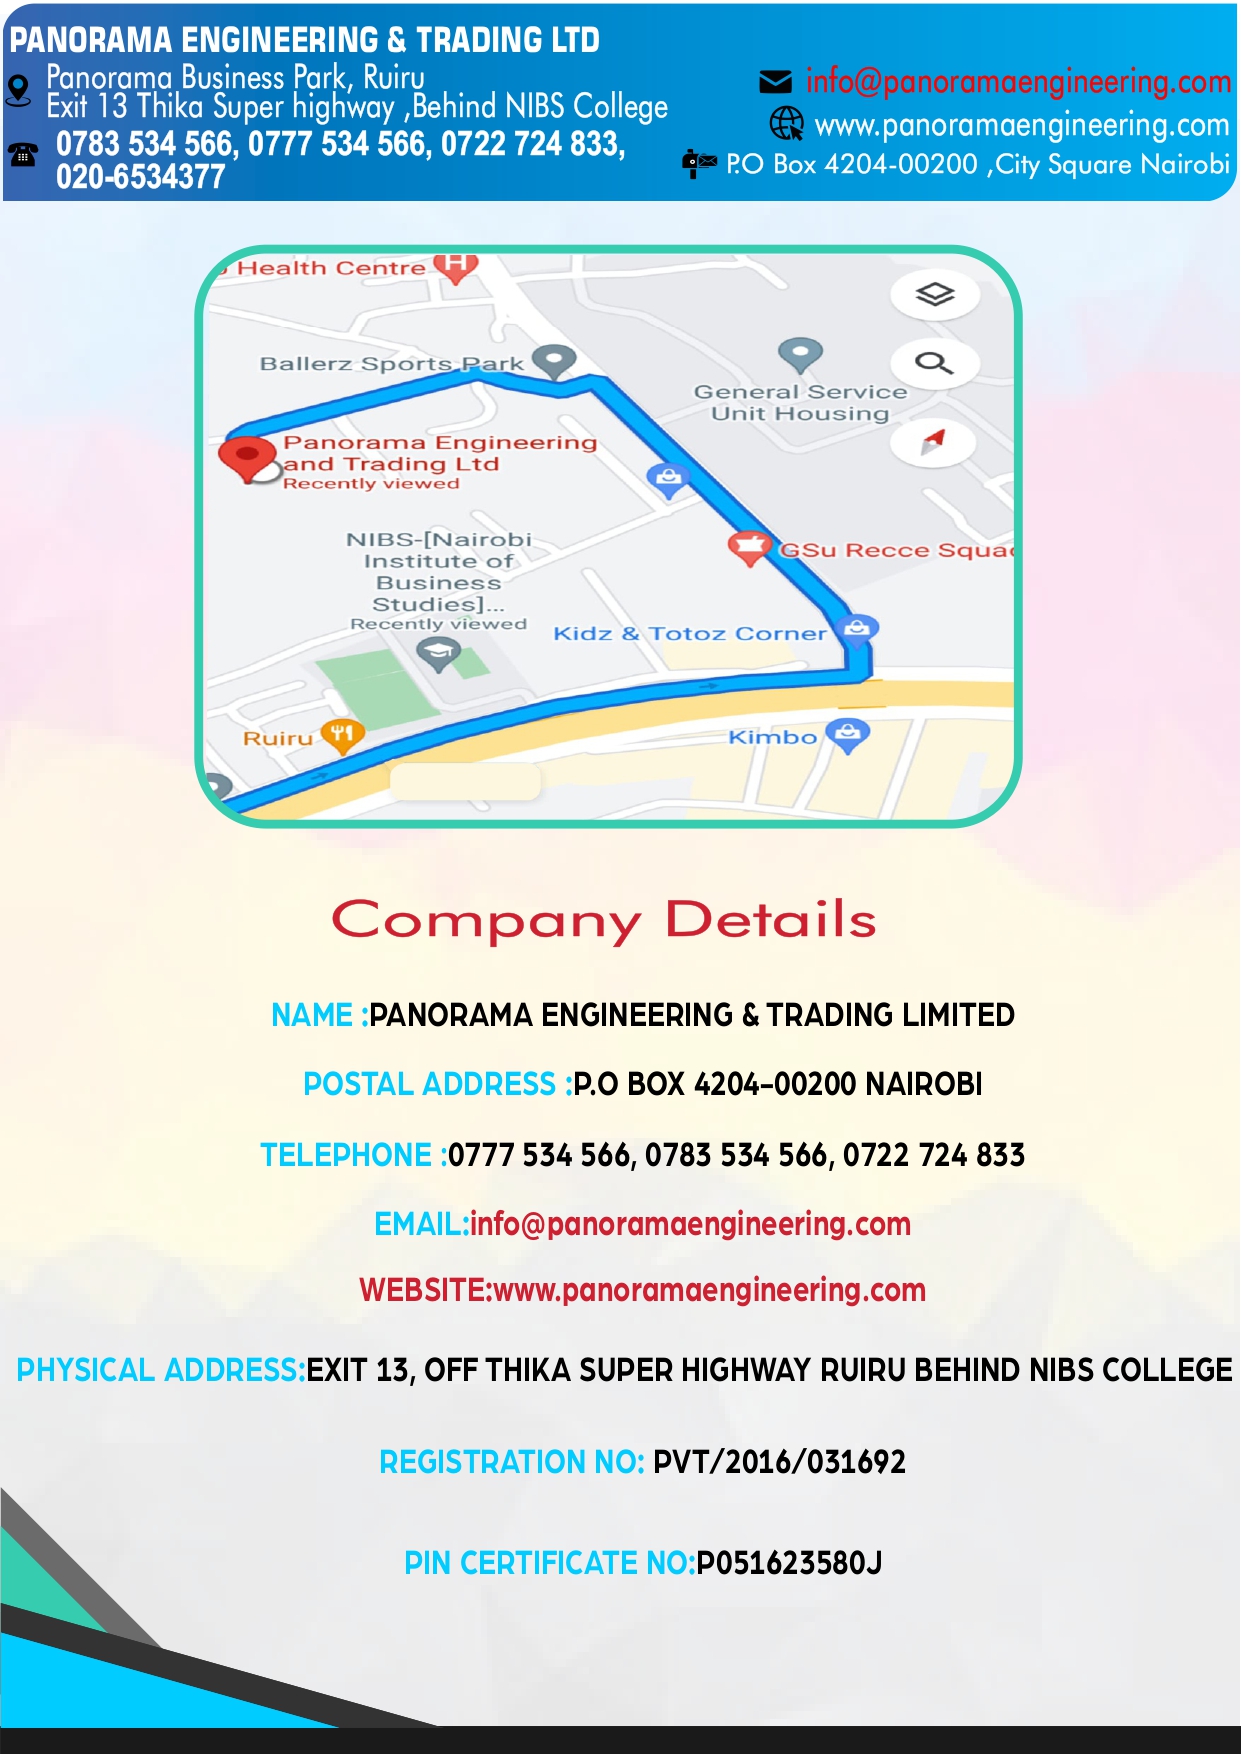 PANORAMA ENGINEERING & TRADING LTD
Panorama Business Park, Ruiru
Exit 13 Thika Super highway ,Behind NIBS College
0783 534 566, 0777 534 566, 0722 724 833,
020-6534377
info@panoramaengineering.com
www.panoramaengineering.com
P.O Box 4204-00200 ,City Square Nairobi
Health Centre
H
Ballerz Sports Park
General Service
Unit Housing
Panorama Engineering
and Trading Ltd
Recently viewed
NIBS-[Nairobi
Institute of
Business
Studies]...
Recently viewed
GSu Recce Squad
Kidz & Totoz Corner
Ruiru
Kimbo
Company Details
NAME :PANORAMA ENGINEERING & TRADING LIMITED
POSTAL ADDRESS :P.O BOX 4204-00200 NAIROBI
TELEPHONE :0777 534 566, 0783 534 566, 0722 724 833
EMAIL:info@panoramaengineering.com
WEBSITE:www.panoramaengineering.com
PHYSICAL ADDRESS:EXIT 13, OFF THIKA SUPER HIGHWAY RUIRU BEHIND NIBS COLLEGE
REGISTRATION NO: PVT/2016/031692
PIN CERTIFICATE NO:P051623580J